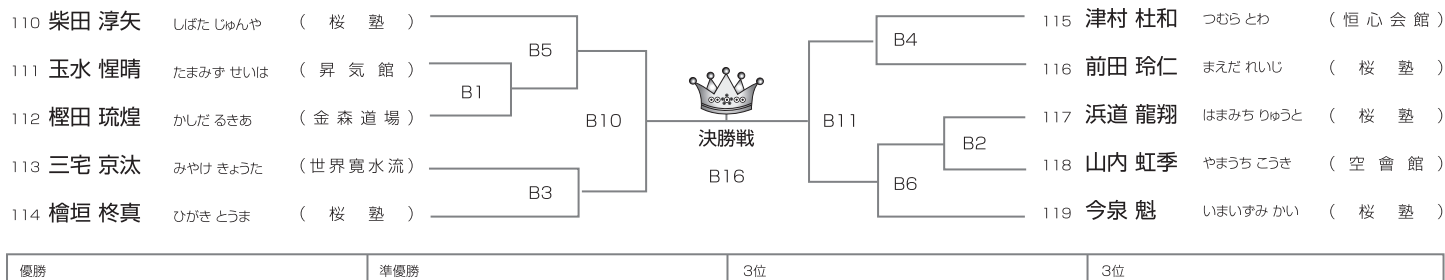 110 柴田 淳矢 しばた じゅんや （ 桜 塾 ）
111 玉水 惺晴 たまみず せいは （ 昇 気 館 ）
112 樫田 琉煌 かしだ るきあ （ 金 森 道 場 ）
113 三宅 京汰 みやけ きょうた （ 世 界 寛 水 流 ）
114 檜垣 柊真 ひがき とうま （ 桜 塾 ）
B5
B1
B10
B3
決勝戦
B16
B4
B11
B2
B6
115 津村 杜和 つむら とわ （ 恒 心 会 館 ）
116 前田 玲仁 まえだ れいじ （ 桜 塾 ）
117 浜道 龍翔 はまみち りゅうと （ 桜 塾 ）
118 山内 虹季 やまうち こうき （ 空 會 館 ）
119 今泉 魁 いまいずみ かい （ 桜 塾 ）
優勝 準優勝 3位 3位